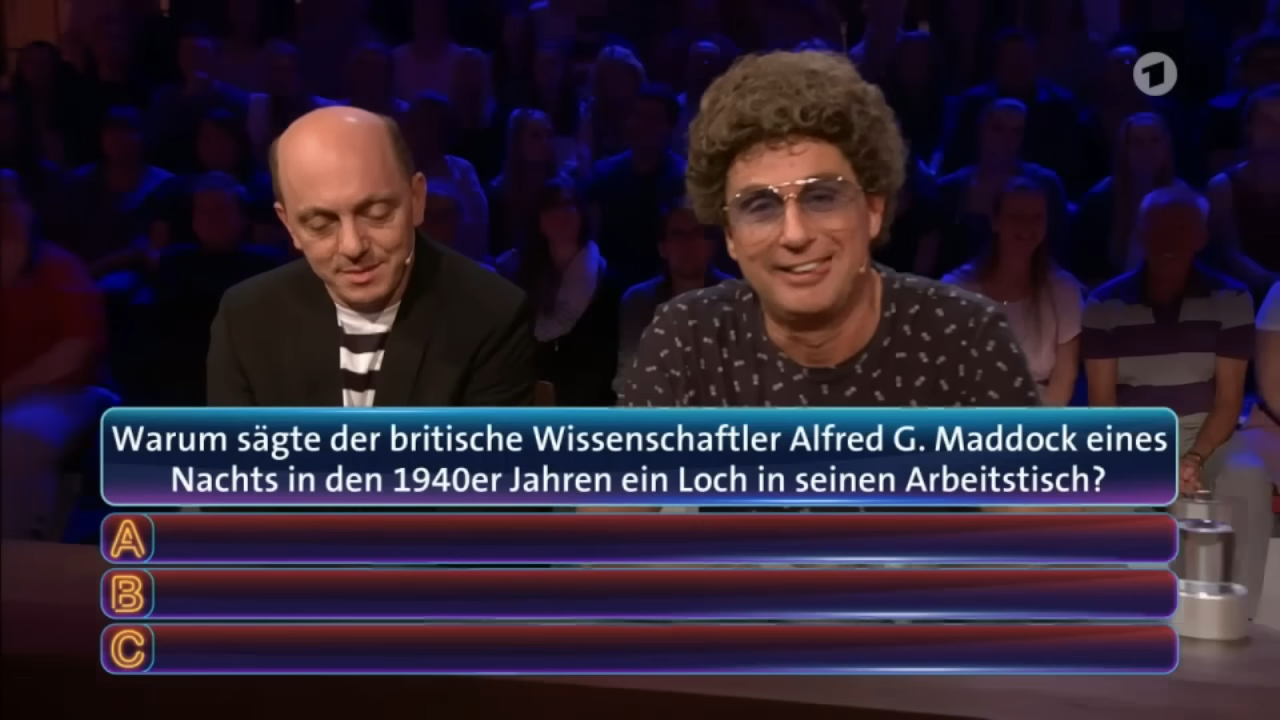 1
Warum sägte der britische Wissenschaftler Alfred G. Maddock eines
Nachts in den 1940er Jahren ein Loch in seinen Arbeitstisch?
A
B
C